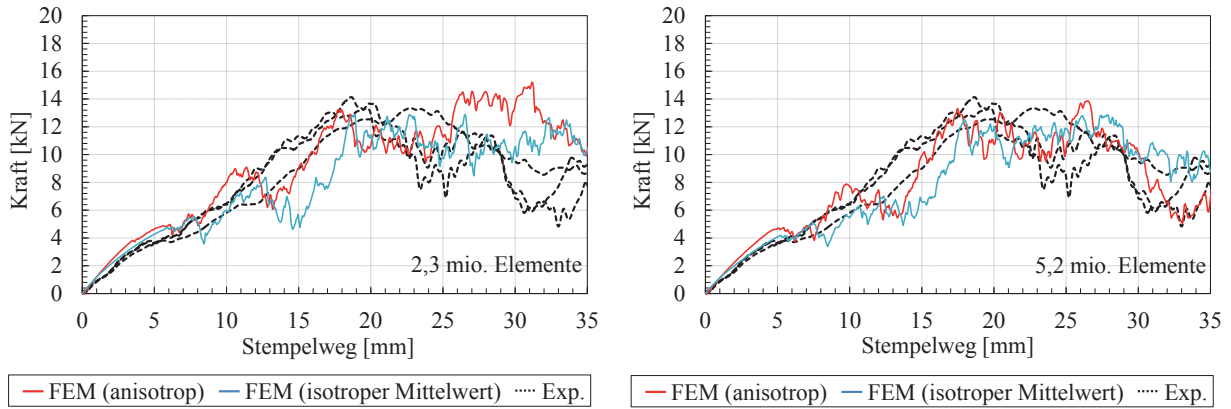 20
18
16
14
12
10
8
6
4
2
0
Kraft [kN]
2,3 mio. Elemente
0 5 10 15 20 25 30 35
Stempelweg [mm]
FEM (anisotrop) FEM (isotroper Mittelwert) Exp.
20
18
16
14
12
10
8
6
4
2
0
Kraft [kN]
5,2 mio. Elemente
0 5 10 15 20 25 30 35
Stempelweg [mm]
FEM (anisotrop) FEM (isotroper Mittelwert) Exp.